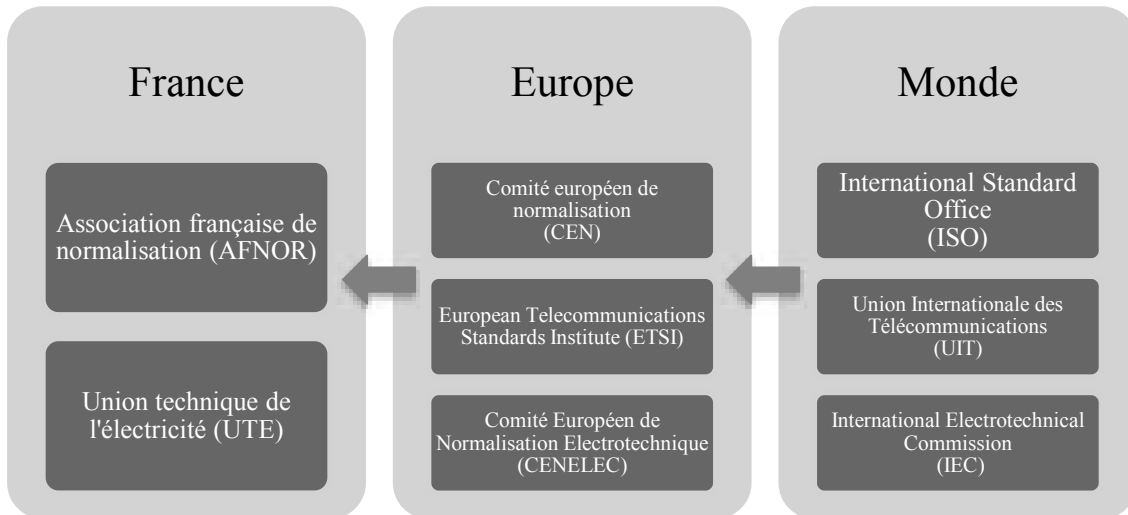 France
Association française de
normalisation (AFNOR)
Union technique de
l'électricité (UTE)
Europe
Comité européen de
normalisation
(CEN)
European Telecommunications
Standards Institute (ETSI)
Comité Européen de
Normalisation Electrotechnique
(CENELEC)
Monde
International Standard
Office
(ISO)
Union Internationale des
Télécommunications
(UIT)
International Electrotechnical
Commission
(IEC)